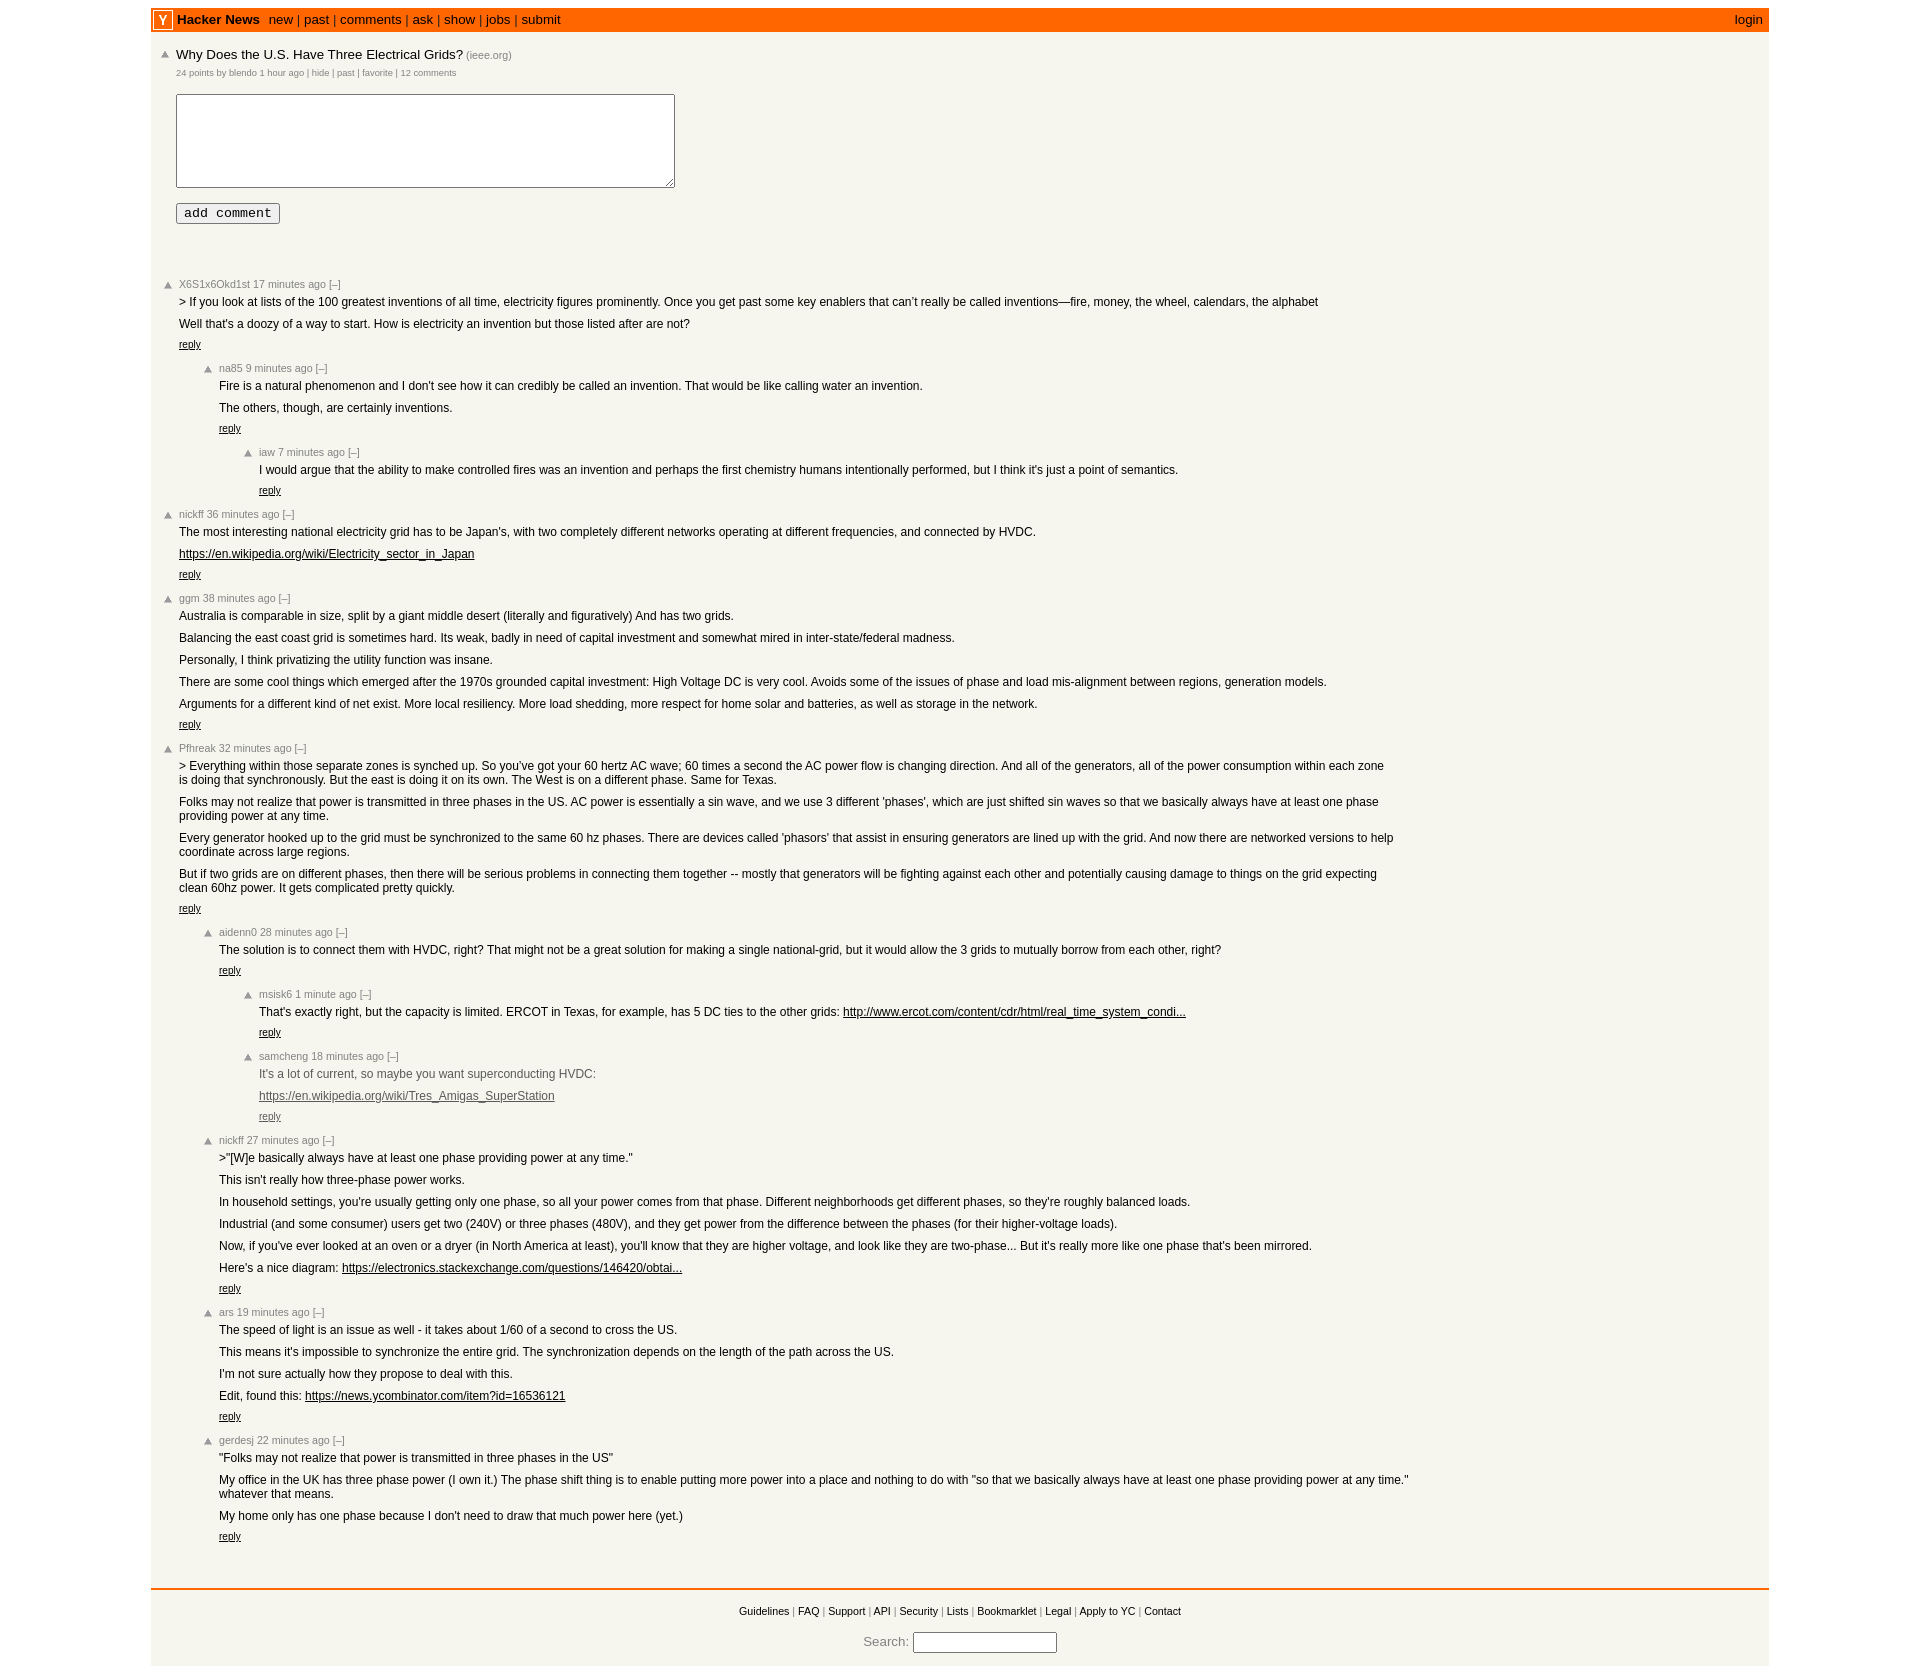 Y Hacker News new | past | comments | ask | show | jobs | submit login
Why Does the U.S. Have Three Electrical Grids? (ieee.org)
24 points by blendo 1 hour ago | hide | past | favorite | 12 comments
add comment
X6S1x6Okd1st 17 minutes ago [–]
> If you look at lists of the 100 greatest inventions of all time, electricity figures prominently. Once you get past some key enablers that can’t really be called inventions—fire, money, the wheel, calendars, the alphabet
Well that's a doozy of a way to start. How is electricity an invention but those listed after are not?
reply
na85 9 minutes ago [–]
Fire is a natural phenomenon and I don't see how it can credibly be called an invention. That would be like calling water an invention.
The others, though, are certainly inventions.
reply
iaw 7 minutes ago [–]
I would argue that the ability to make controlled fires was an invention and perhaps the first chemistry humans intentionally performed, but I think it's just a point of semantics.
reply
nickff 36 minutes ago [–]
The most interesting national electricity grid has to be Japan's, with two completely different networks operating at different frequencies, and connected by HVDC.
https://en.wikipedia.org/wiki/Electricity_sector_in_Japan
reply
ggm 38 minutes ago [–]
Australia is comparable in size, split by a giant middle desert (literally and figuratively) And has two grids.
Balancing the east coast grid is sometimes hard. Its weak, badly in need of capital investment and somewhat mired in inter-state/federal madness.
Personally, I think privatizing the utility function was insane.
There are some cool things which emerged after the 1970s grounded capital investment: High Voltage DC is very cool. Avoids some of the issues of phase and load mis-alignment between regions, generation models.
Arguments for a different kind of net exist. More local resiliency. More load shedding, more respect for home solar and batteries, as well as storage in the network.
reply
Pfhreak 32 minutes ago [–]
> Everything within those separate zones is synched up. So you’ve got your 60 hertz AC wave; 60 times a second the AC power flow is changing direction. And all of the generators, all of the power consumption within each zone
is doing that synchronously. But the east is doing it on its own. The West is on a different phase. Same for Texas.
Folks may not realize that power is transmitted in three phases in the US. AC power is essentially a sin wave, and we use 3 different 'phases', which are just shifted sin waves so that we basically always have at least one phase
providing power at any time.
Every generator hooked up to the grid must be synchronized to the same 60 hz phases. There are devices called 'phasors' that assist in ensuring generators are lined up with the grid. And now there are networked versions to help
coordinate across large regions.
But if two grids are on different phases, then there will be serious problems in connecting them together -- mostly that generators will be fighting against each other and potentially causing damage to things on the grid expecting
clean 60hz power. It gets complicated pretty quickly.
reply
aidenn0 28 minutes ago [–]
The solution is to connect them with HVDC, right? That might not be a great solution for making a single national-grid, but it would allow the 3 grids to mutually borrow from each other, right?
reply
msisk6 1 minute ago [–]
That's exactly right, but the capacity is limited. ERCOT in Texas, for example, has 5 DC ties to the other grids: http://www.ercot.com/content/cdr/html/real_time_system_condi...
reply
samcheng 18 minutes ago [–]
It's a lot of current, so maybe you want superconducting HVDC:
https://en.wikipedia.org/wiki/Tres_Amigas_SuperStation
reply
nickff 27 minutes ago [–]
>"[W]e basically always have at least one phase providing power at any time."
This isn't really how three-phase power works.
In household settings, you're usually getting only one phase, so all your power comes from that phase. Different neighborhoods get different phases, so they're roughly balanced loads.
Industrial (and some consumer) users get two (240V) or three phases (480V), and they get power from the difference between the phases (for their higher-voltage loads).
Now, if you've ever looked at an oven or a dryer (in North America at least), you'll know that they are higher voltage, and look like they are two-phase... But it's really more like one phase that's been mirrored.
Here's a nice diagram: https://electronics.stackexchange.com/questions/146420/obtai...
reply
ars 19 minutes ago [–]
The speed of light is an issue as well - it takes about 1/60 of a second to cross the US.
This means it's impossible to synchronize the entire grid. The synchronization depends on the length of the path across the US.
I'm not sure actually how they propose to deal with this.
Edit, found this: https://news.ycombinator.com/item?id=16536121
reply
gerdesj 22 minutes ago [–]
"Folks may not realize that power is transmitted in three phases in the US"
My office in the UK has three phase power (I own it.) The phase shift thing is to enable putting more power into a place and nothing to do with "so that we basically always have at least one phase providing power at any time."
whatever that means.
My home only has one phase because I don't need to draw that much power here (yet.)
reply
Guidelines | FAQ | Support | API | Security | Lists | Bookmarklet | Legal | Apply to YC | Contact
Search: